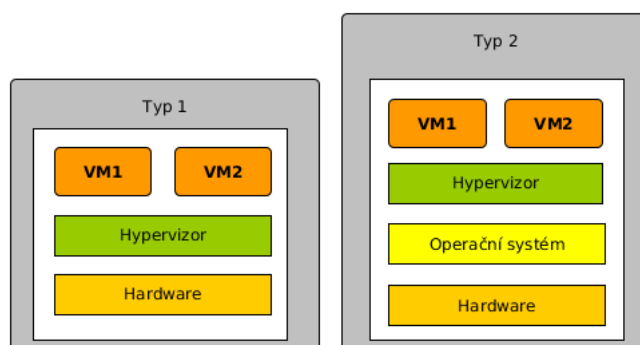 Typ 1
VM1 VM2
Hypervizor
Hardware
Typ 2
VM1 VM2
Hypervizor
Operační systém
Hardware